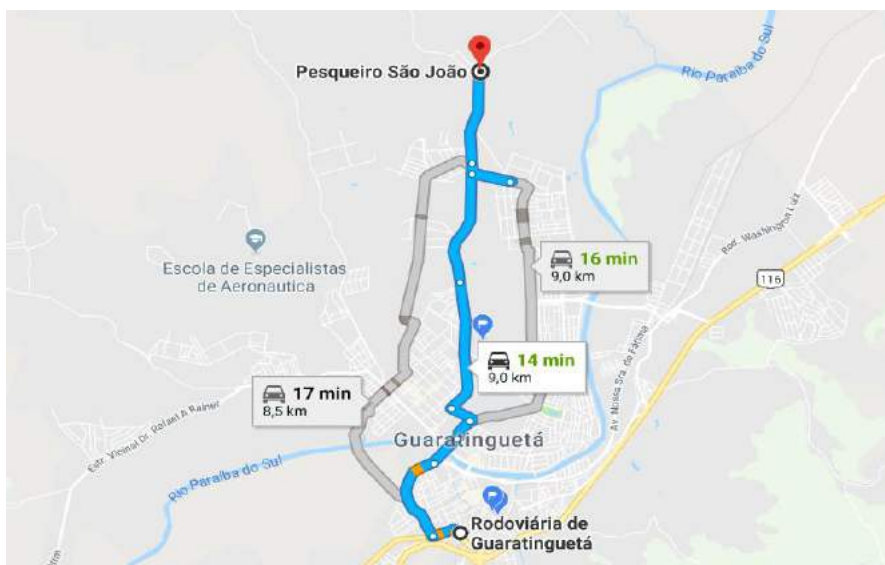 Pesqueiro São João
Rio Paraíba do Sul
Escola de Especialistas
de Aeronautica
Rod. Washington Luiz
116
16 min
9,0 km
14 min
9,0 km
17 min
8,5 km
Av. Nossa Sra. de Fátima
Estr. Vicinal Dr. Rafael A Rainer
Guaratinguetá
Rio Paraíba do Sul
Rodoviária de
Guaratinguetá